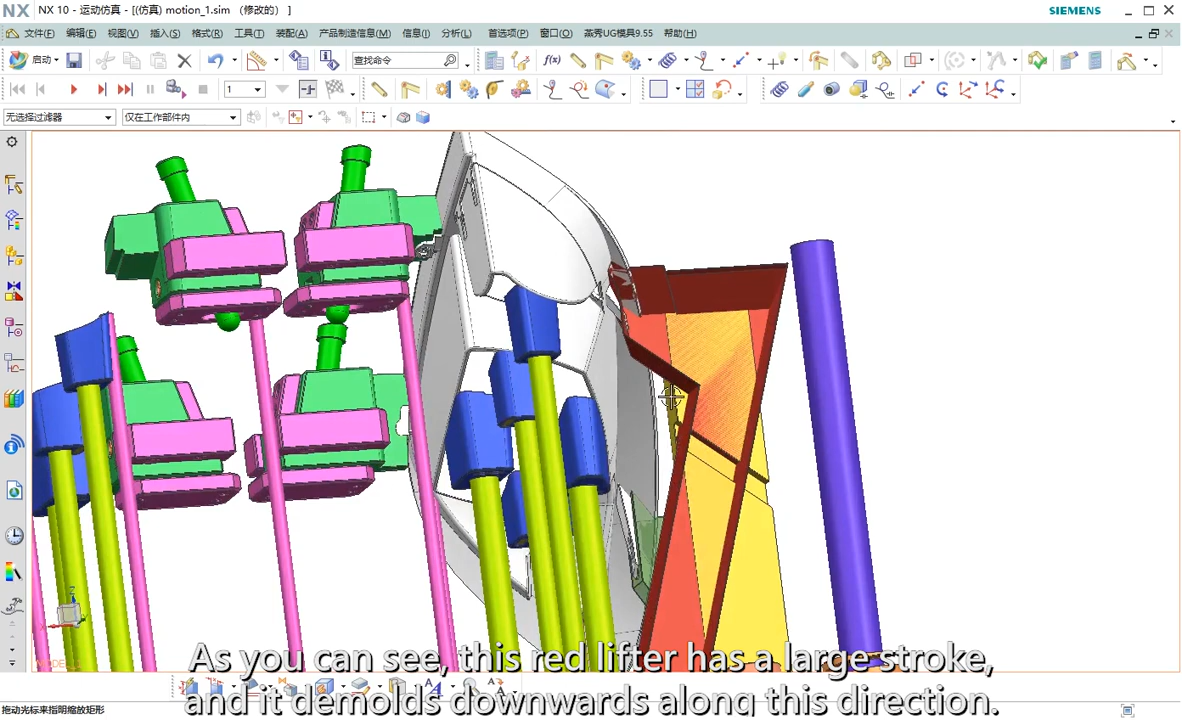 NX NX 10 - 运动仿真 - [(仿真) motion_1.sim （修改的） ] SIEMENS
文件(F) 编辑(E) 视图(V) 插入(S) 格式(R) 工具(T) 装配(A) 产品制造信息(M) 信息(I) 分析(L) 首选项(P) 窗口(O) 燕秀UG模具9.55 帮助(H)
启动 查找命令 f(x)
1
无选择过滤器 仅在工作部件内
Z
As you can see, this red lifter has a large stroke,
and it demolds downwards along this direction.
拖动光标来指明缩放矩形